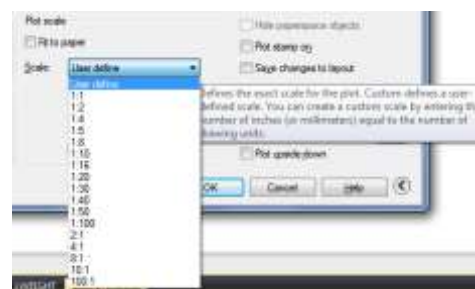 Plot scale
Fit to paper
Scale: User define
User define
1:1
1:2
1:4
1:5
1:8
1:10
1:16
1:20
1:30
1:40
1:50
1:100
2:1
4:1
8:1
10:1
100:1
Hide paperspace objects
Plot stamp on
Save changes to layout
defines the exact scale for the plot. Custom defines a user-
defined scale. You can create a custom scale by entering th
number of inches (or millimeters) equal to the number of
drawing units.
Plot upside-down
OK
Cancel
Help